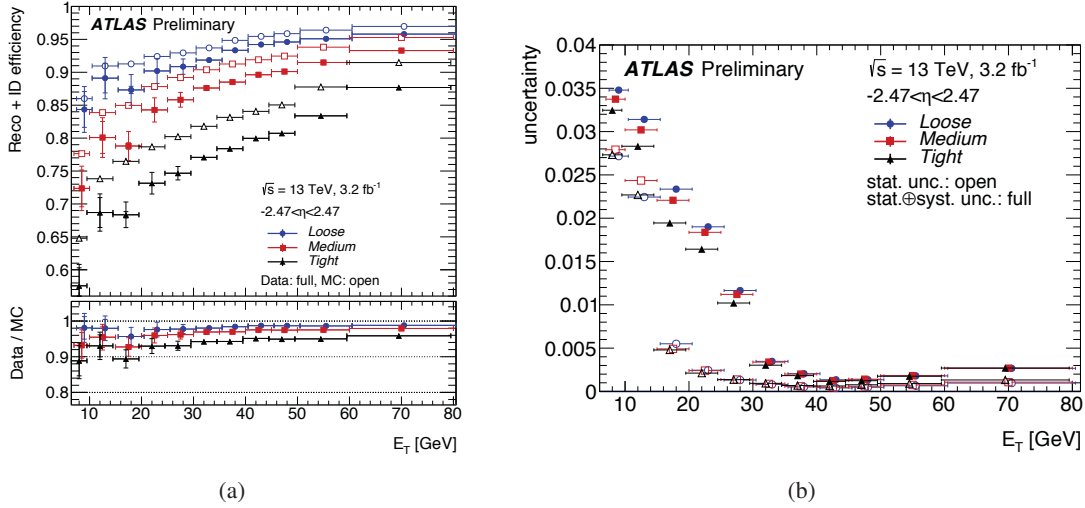 ATLAS Preliminary
Reco + ID efficiency
0.95
0.9
0.85
0.8
0.75
0.7
0.65
0.6
√s = 13 TeV, 3.2 fb⁻¹
-2.47<η<2.47
Loose
Medium
Tight
Data: full, MC: open
Data / MC
1
0.9
0.8
10 20 30 40 50 60 70 80
E_T [GeV]
(a)
ATLAS Preliminary
uncertainty
0.04
0.035
0.03
0.025
0.02
0.015
0.01
0.005
0
√s = 13 TeV, 3.2 fb⁻¹
-2.47<η<2.47
Loose
Medium
Tight
stat. unc.: open
stat.⊕syst. unc.: full
10 20 30 40 50 60 70 80
E_T [GeV]
(b)